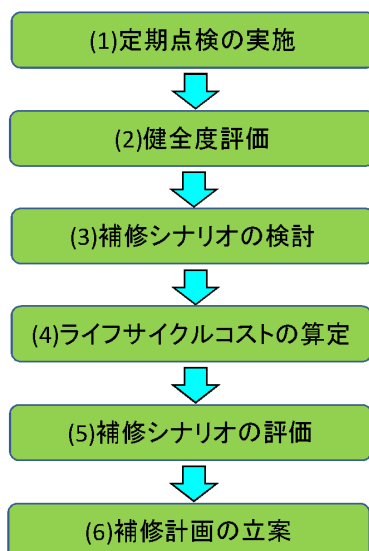 (1)定期点検の実施
(2)健全度評価
(3)補修シナリオの検討
(4)ライフサイクルコストの算定
(5)補修シナリオの評価
(6)補修計画の立案